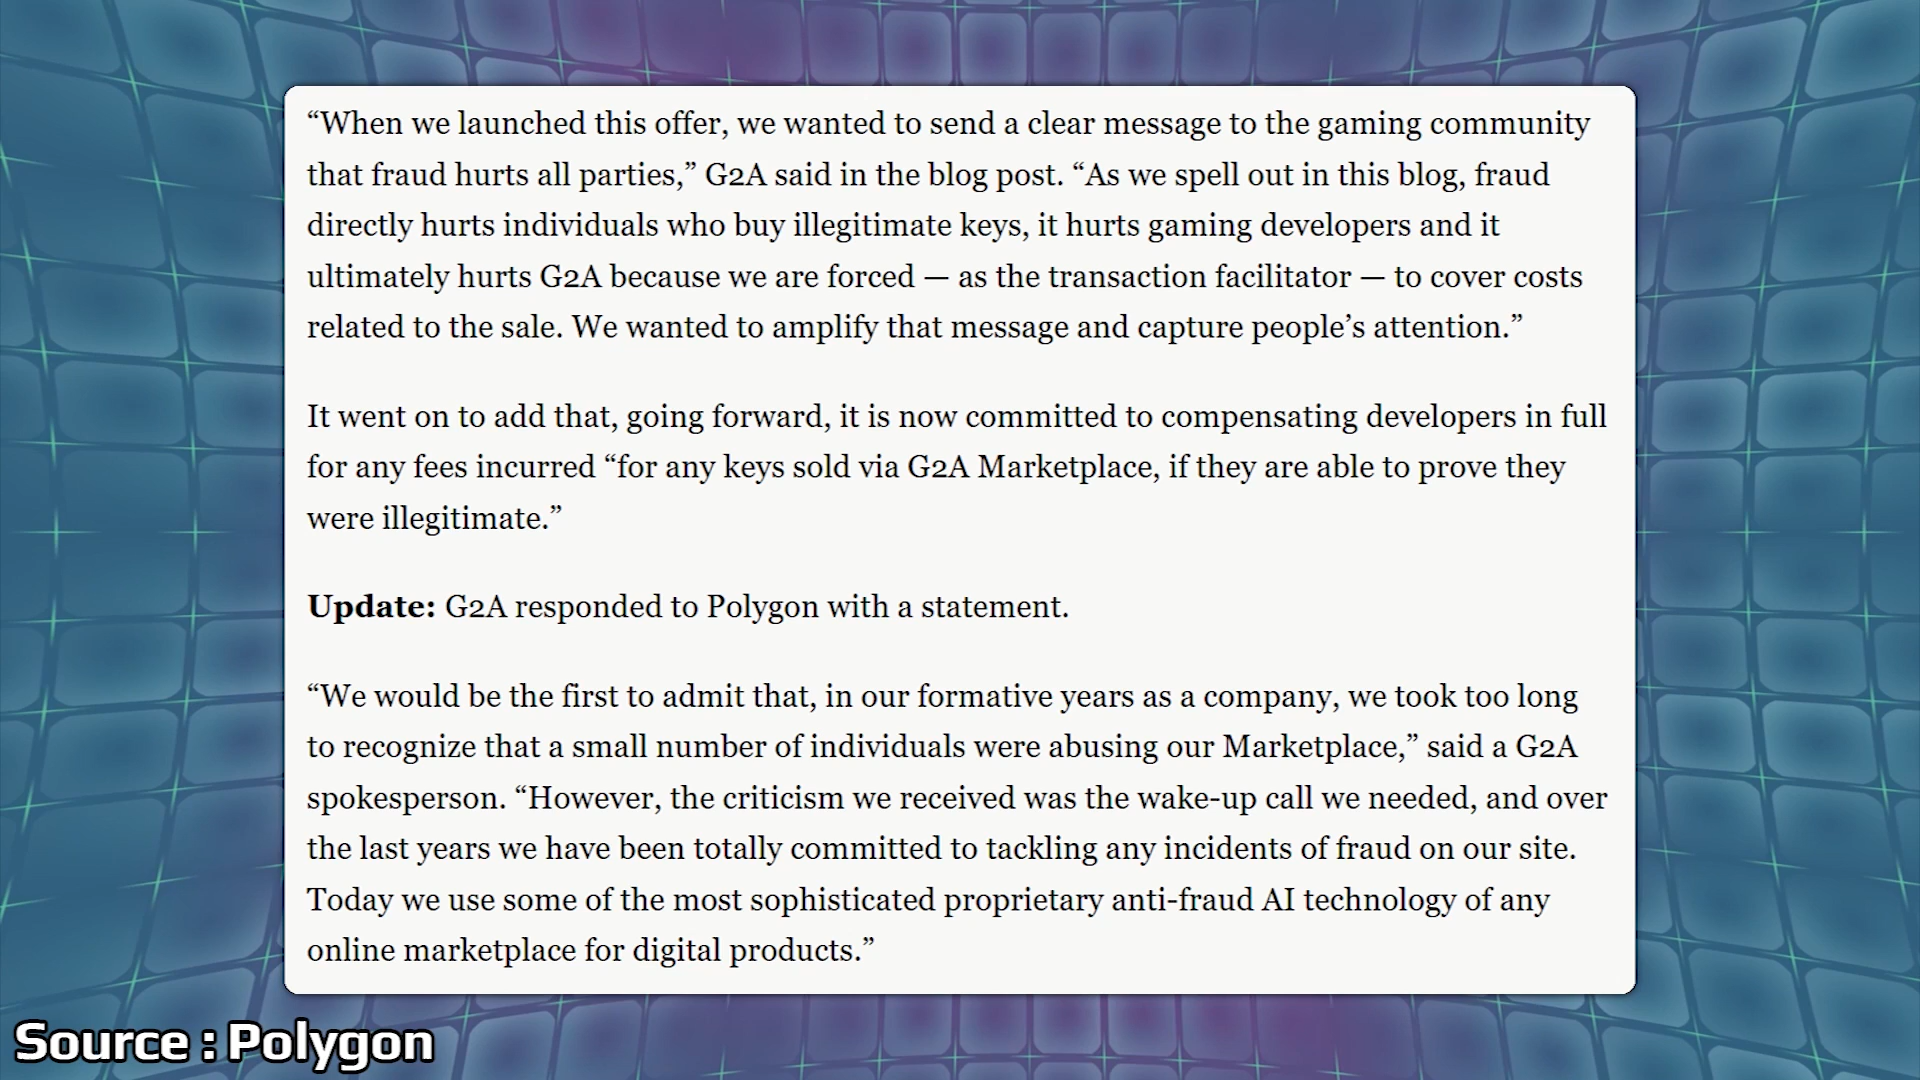 “When we launched this offer, we wanted to send a clear message to the gaming community
that fraud hurts all parties,” G2A said in the blog post. “As we spell out in this blog, fraud
directly hurts individuals who buy illegitimate keys, it hurts gaming developers and it
ultimately hurts G2A because we are forced — as the transaction facilitator — to cover costs
related to the sale. We wanted to amplify that message and capture people’s attention.”
It went on to add that, going forward, it is now committed to compensating developers in full
for any fees incurred “for any keys sold via G2A Marketplace, if they are able to prove they
were illegitimate.”
Update: G2A responded to Polygon with a statement.
“We would be the first to admit that, in our formative years as a company, we took too long
to recognize that a small number of individuals were abusing our Marketplace,” said a G2A
spokesperson. “However, the criticism we received was the wake-up call we needed, and over
the last years we have been totally committed to tackling any incidents of fraud on our site.
Today we use some of the most sophisticated proprietary anti-fraud AI technology of any
online marketplace for digital products.”
Source : Polygon